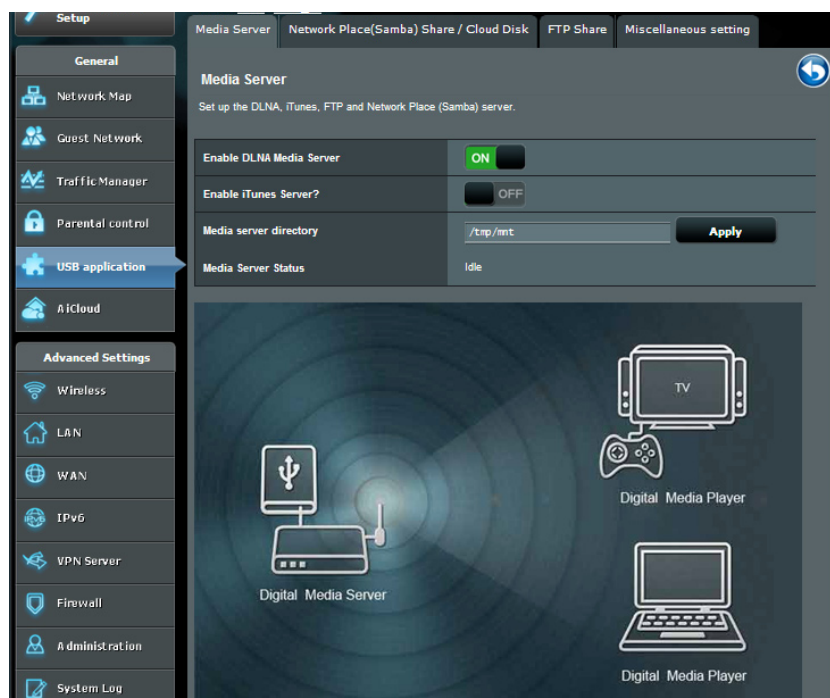 Setup
General
Network Map
Guest Network
Traffic Manager
Parental control
USB application
AiCloud
Advanced Settings
Wireless
LAN
WAN
IPv6
IPv6
VPN Server
Firewall
Administration
System Log
Media Server
Network Place(Samba) Share / Cloud Disk
FTP Share
Miscellaneous setting
Media Server
Set up the DLNA, iTunes, FTP and Network Place (Samba) server.
Enable DLNA Media Server
ON
Enable iTunes Server?
OFF
Media server directory
/tmp/mnt
Apply
Media Server Status
Idle
TV
Digital Media Player
Digital Media Server
Digital Media Player